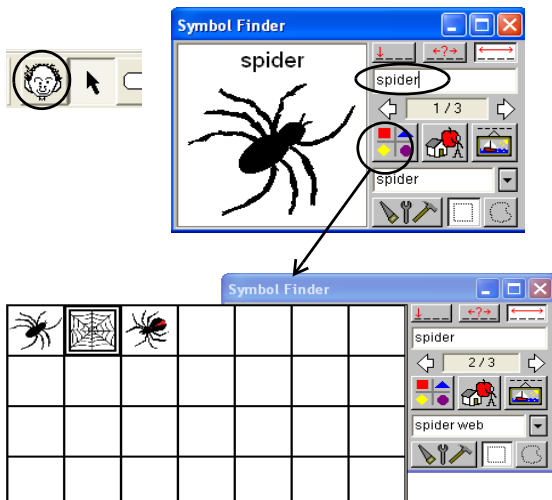 Symbol Finder
spider
←?→
spider
1 / 3
spider
Symbol Finder
←?→
spider
2 / 3
spider web